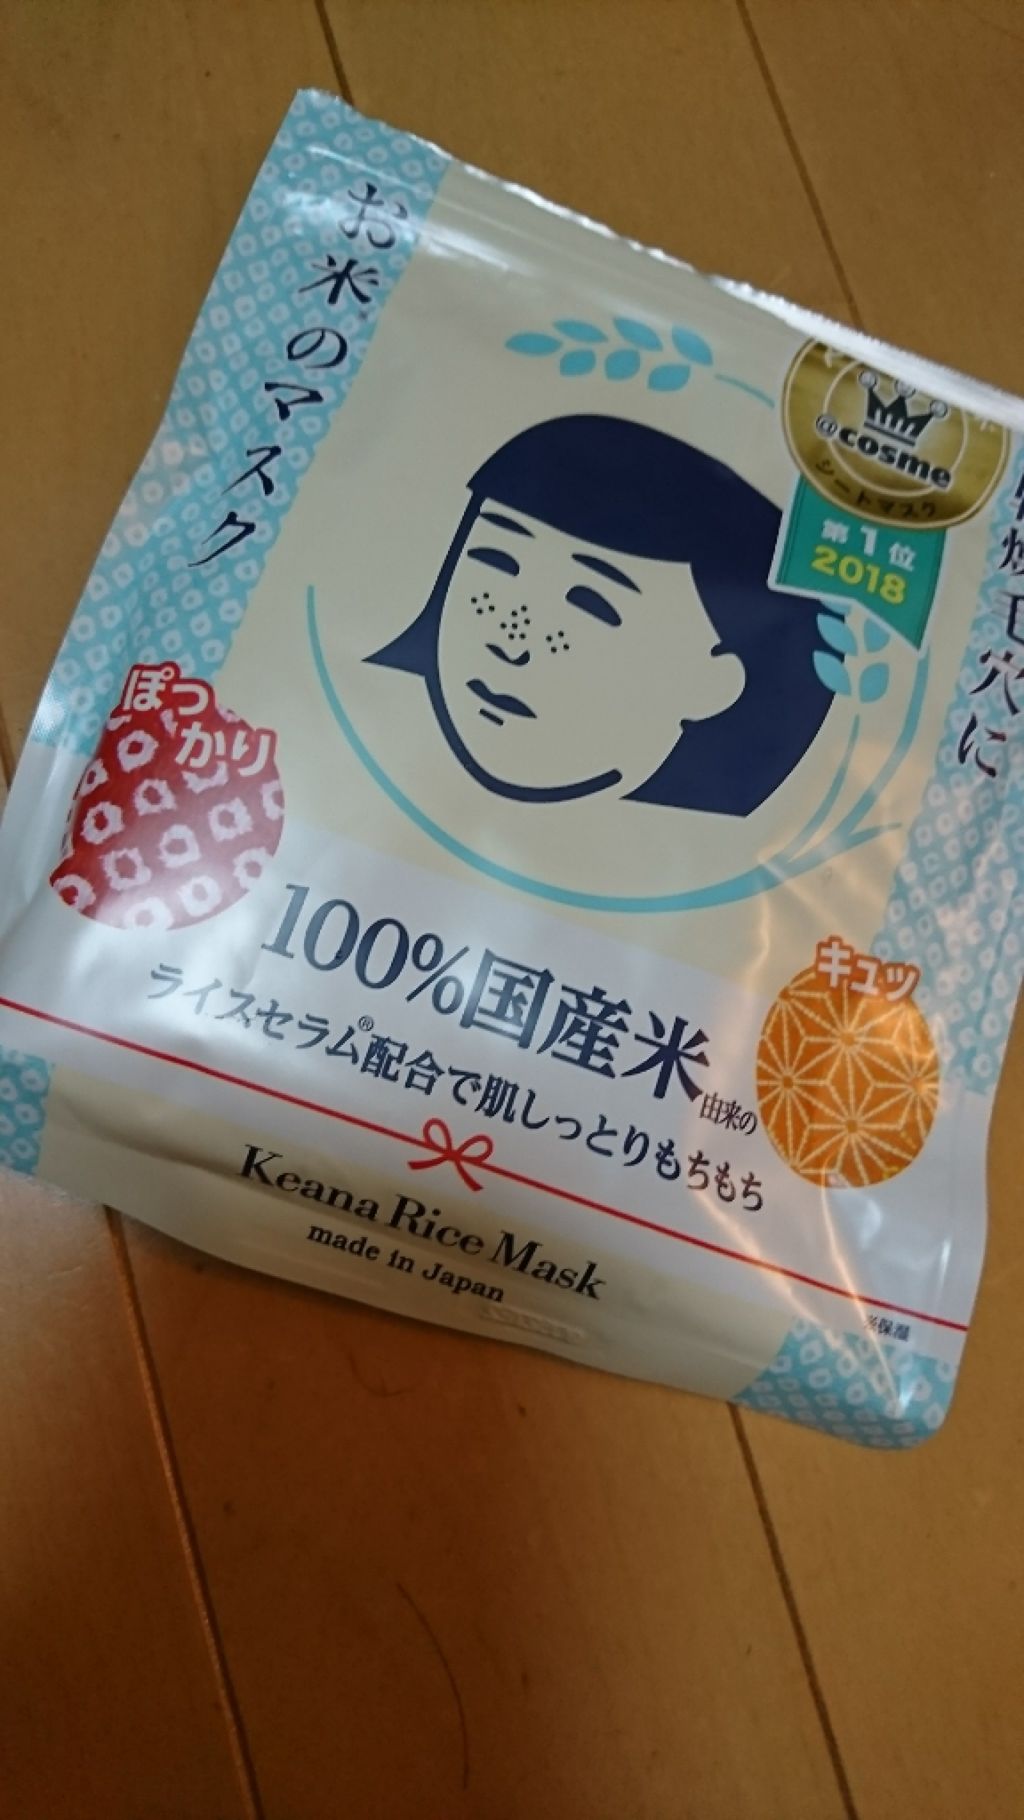 お米のマスク
@cosme
シートマスク
第1位
2018
毛穴に
ぽっ
かり
キュッ
100%国産米由来の
ライスセラム®配合で肌しっとりもちもち
Keana Rice Mask
made in Japan
※保湿